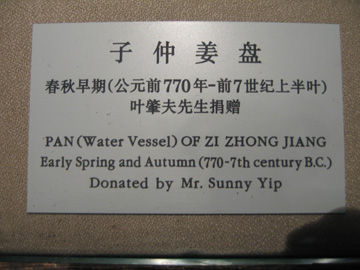 子仲姜盘
春秋早期(公元前770年-前7世纪上半叶)
叶肇夫先生捐赠
PAN (Water Vessel) OF ZI ZHONG JIANG
Early Spring and Autumn (770-7th century B.C.)
Donated by Mr. Sunny Yip